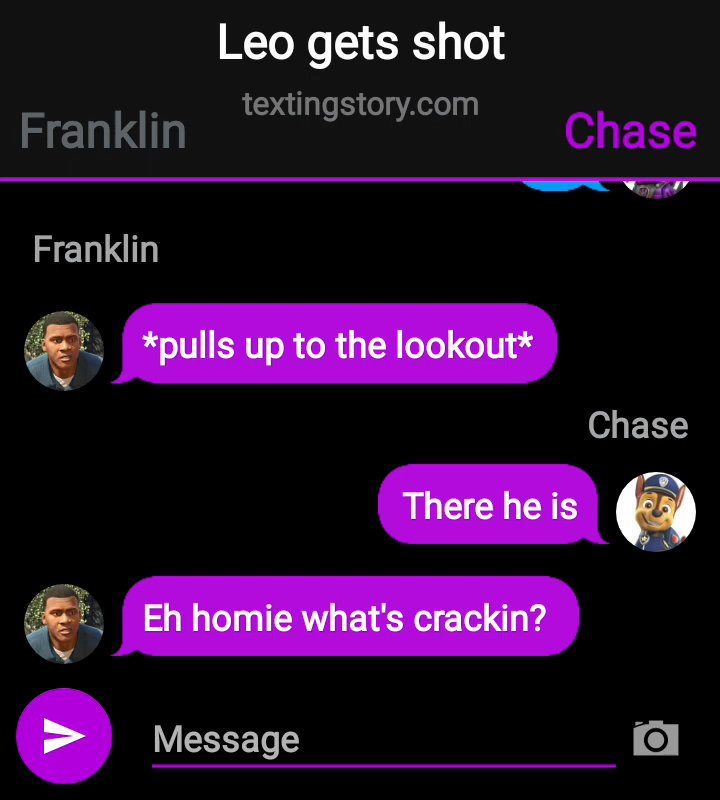 Leo gets shot
textingstory.com
Franklin
Chase
Franklin
*pulls up to the lookout*
Chase
There he is
Eh homie what's crackin?
Message